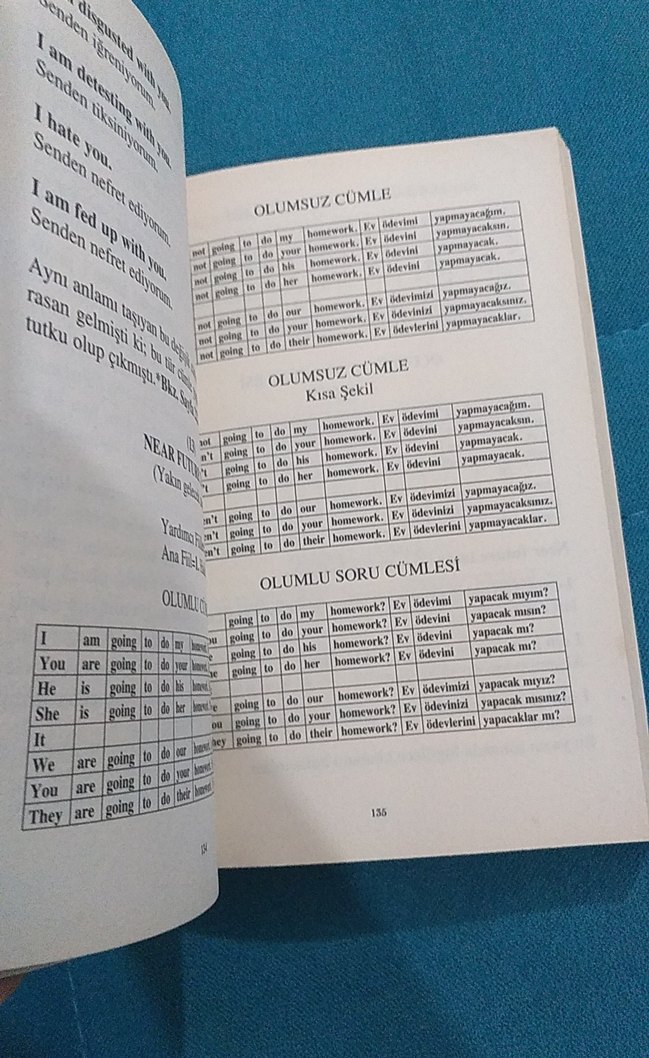 disgusted with you.
Senden iğreniyorum.
I am detesting with you.
Senden tiksiniyorum.
I hate you.
Senden nefret ediyorum.
I am fed up with you.
Senden nefret ediyorum.
Aynı anlamı taşıyan bu
rasan gelmişti ki; bu tür
tutku olup çıkmıştı.*Bkz.
NEAR
(Yakın
Yardımcı
Ana
OLUMLU
I am going to do my
You are going to do your
He is going to do his
She is going to do her
It
We are going to do our
You are going to do your
They are going to do their
134
OLUMSUZ CÜMLE
not going to do my homework. Ev ödevimi yapmayacağım.
not going to do your homework. Ev ödevini yapmayacaksın.
not going to do his homework. Ev ödevini yapmayacak.
not going to do her homework. Ev ödevini yapmayacak.
not going to do our homework. Ev ödevimizi yapmayacağız.
not going to do your homework. Ev ödevinizi yapmayacaksınız.
not going to do their homework. Ev ödevlerini yapmayacaklar.
OLUMSUZ CÜMLE
Kısa Şekil
not going to do my homework. Ev ödevimi yapmayacağım.
n't going to do your homework. Ev ödevini yapmayacaksın.
't going to do his homework. Ev ödevini yapmayacak.
going to do her homework. Ev ödevini yapmayacak.
en't going to do our homework. Ev ödevimizi yapmayacağız.
en't going to do your homework. Ev ödevinizi yapmayacaksınız.
en't going to do their homework. Ev ödevlerini yapmayacaklar.
OLUMLU SORU CÜMLESİ
going to do my homework? Ev ödevimi yapacak mıyım?
ou going to do your homework? Ev ödevini yapacak mısın?
e going to do his homework? Ev ödevini yapacak mı?
he going to do her homework? Ev ödevini yapacak mı?
e going to do our homework? Ev ödevimizi yapacak mıyız?
ou going to do your homework? Ev ödevinizi yapacak mısınız?
hey going to do their homework? Ev ödevlerini yapacaklar mı?
135